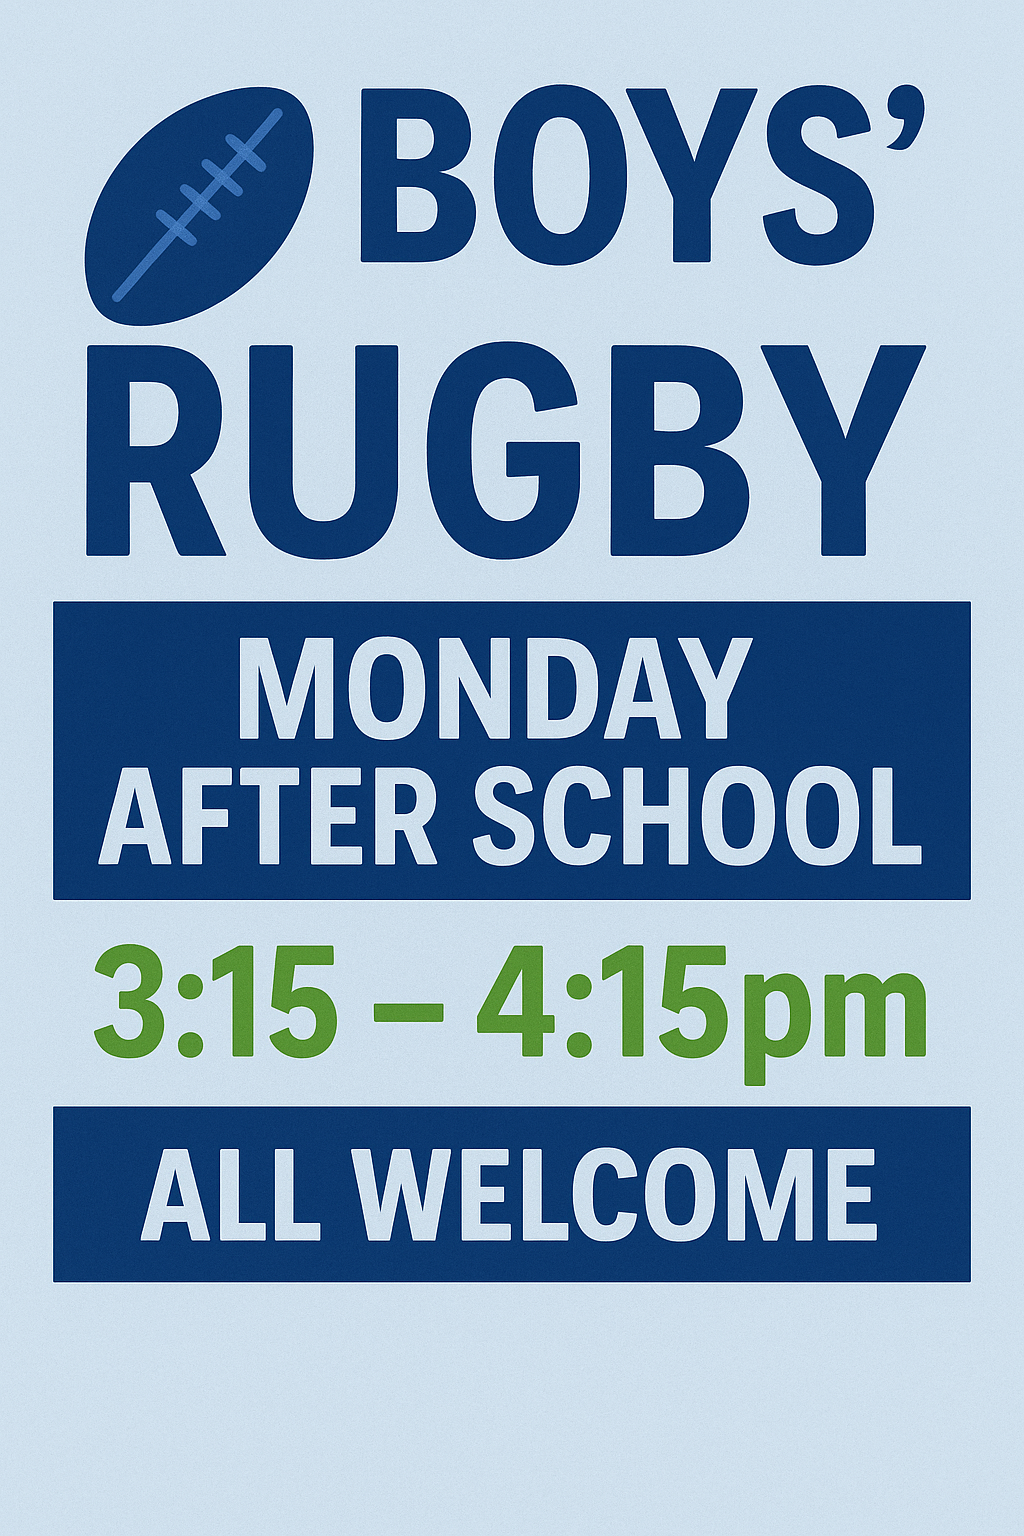 BOYS’
RUGBY
MONDAY
AFTER SCHOOL
3:15 – 4:15pm
ALL WELCOME